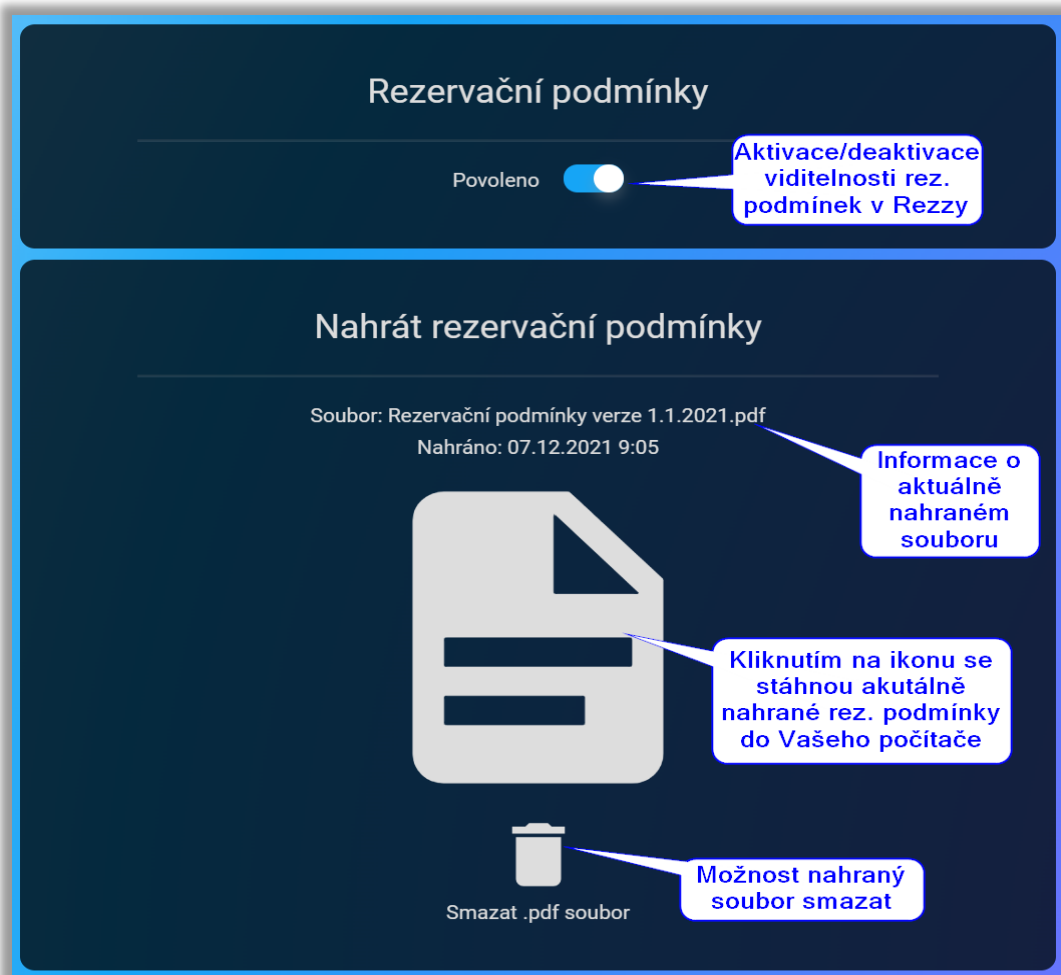 Rezervační podmínky
Povoleno
Aktivace/deaktivace
viditelnosti rez.
podmínek v Rezzy
Nahrát rezervační podmínky
Soubor: Rezervační podmínky verze 1.1.2021.pdf
Nahráno: 07.12.2021 9:05
Informace o
aktuálně
nahraném
souboru
Kliknutím na ikonu se
stáhnou akutálně
nahrané rez. podmínky
do Vašeho počítače
Možnost nahraný
soubor smazat
Smazat .pdf soubor